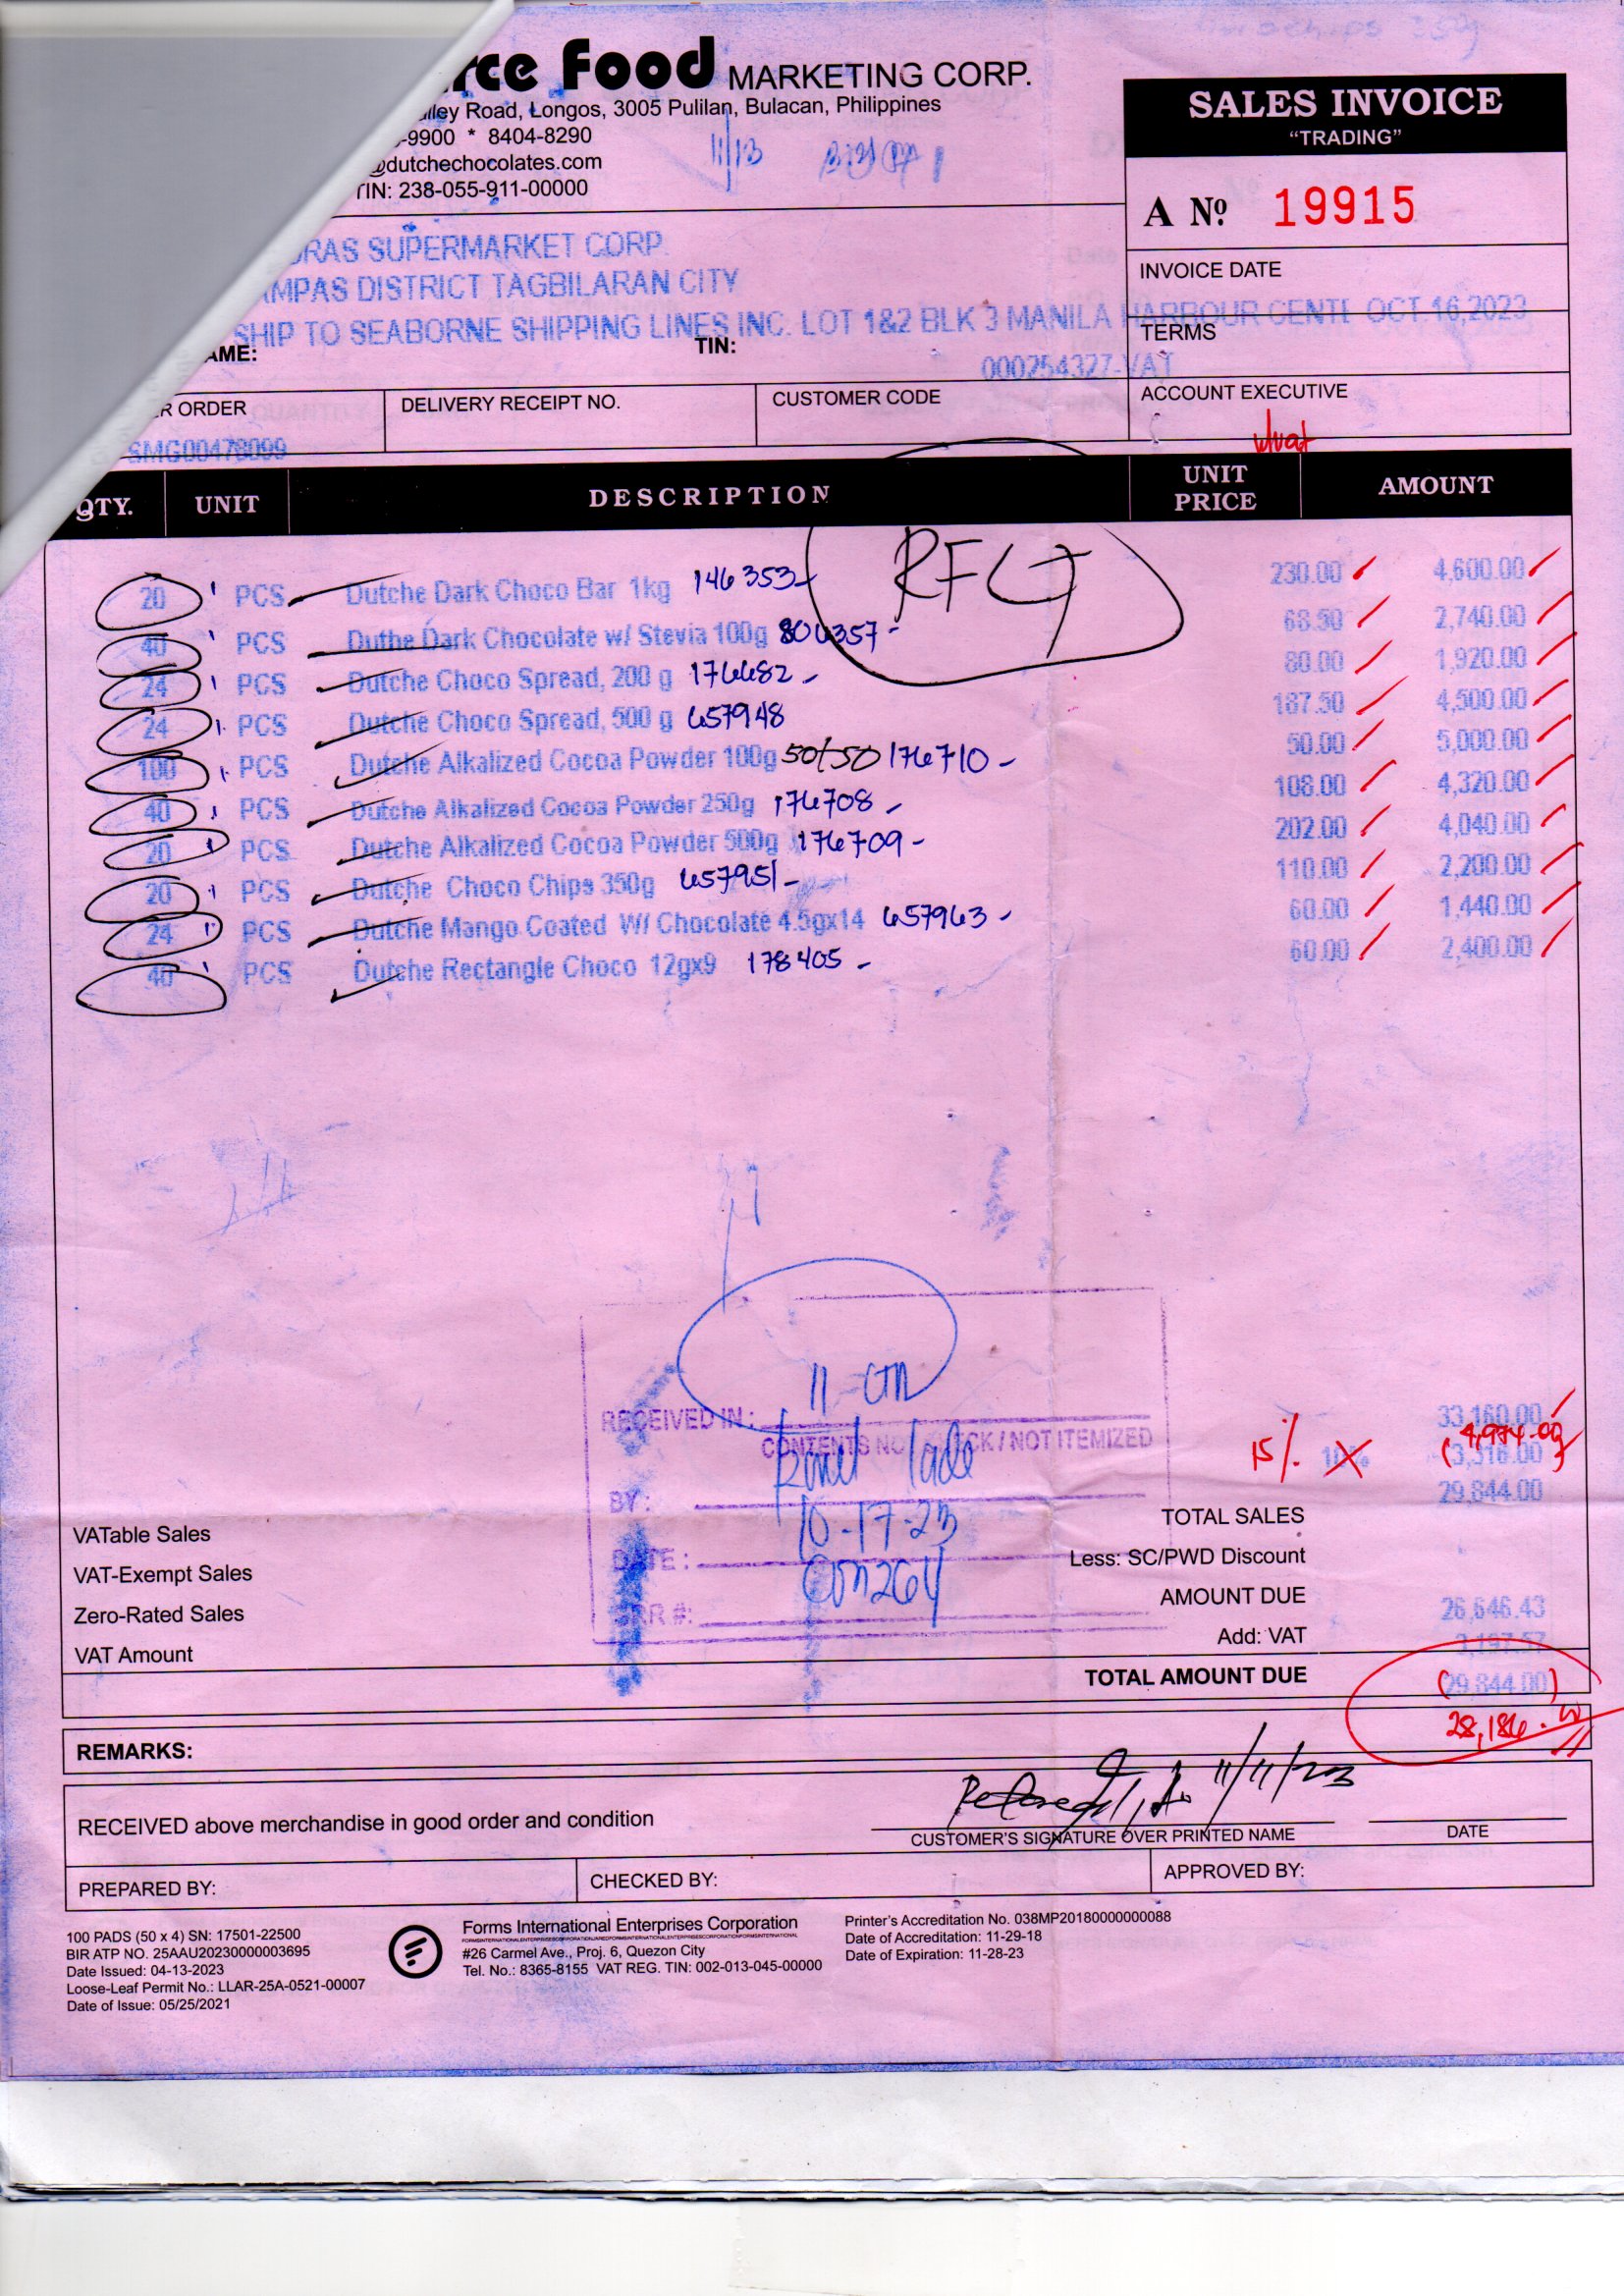 rce Food MARKETING CORP.
alley Road, Longos, 3005 Pulilan, Bulacan, Philippines
-9900 * 8404-8290
@dutchechocolates.com
TIN: 238-055-911-00000
11/13
SALES INVOICE
"TRADING"
A Nº 19915
INVOICE DATE
RAS SUPERMARKET CORP.
MPAS DISTRICT TAGBILARAN CITY
SHIP TO SEABORNE SHIPPING LINES INC. LOT 1&2 BLK 3 MANILA HARBOUR CENTE OCT.16,2023
AME: TIN: TERMS
000254327-VAT
R ORDER DELIVERY RECEIPT NO. CUSTOMER CODE ACCOUNT EXECUTIVE
SMG00478099
QTY. UNIT DESCRIPTION UNIT PRICE AMOUNT
RFCJ
20 PCS Dutche Dark Choco Bar 1kg 146353 230.00 4,600.00
40 PCS Duthe Dark Chocolate w/ Stevia 100g 806357 68.50 2,740.00
24 PCS Dutche Choco Spread, 200 g 176682 80.00 1,920.00
24 PCS Dutche Choco Spread, 500 g 657948 187.50 4,500.00
100 PCS Dutche Alkalized Cocoa Powder 100g 50/50 176710 50.00 5,000.00
40 PCS Dutche Alkalized Cocoa Powder 250g 176708 108.00 4,320.00
20 PCS Dutche Alkalized Cocoa Powder 500g 176709 202.00 4,040.00
20 PCS Dutche Choco Chips 350g 657951 110.00 2,200.00
24 PCS Dutche Mango Coated W/ Chocolate 4.5gx14 657963 60.00 1,440.00
40 PCS Dutche Rectangle Choco 12gx9 178405 60.00 2,400.00
11-CTN
RECEIVED IN:
CONTENTS NOT CHECK / NOT ITEMIZED
BY:
10-17-23
DATE:
RR #:
33,160.00
15% 10% (4,974.00)
(3,316.00)
29,844.00
VATable Sales TOTAL SALES
VAT-Exempt Sales Less: SC/PWD Discount
Zero-Rated Sales AMOUNT DUE 26,646.43
VAT Amount Add: VAT 3,197.57
TOTAL AMOUNT DUE (29,844.00)
28,186.00
REMARKS:
11/11/23
RECEIVED above merchandise in good order and condition
CUSTOMER'S SIGNATURE OVER PRINTED NAME DATE
PREPARED BY: CHECKED BY: APPROVED BY:
100 PADS (50 x 4) SN: 17501-22500
BIR ATP NO. 25AAU20230000003695
Date Issued: 04-13-2023
Loose-Leaf Permit No.: LLAR-25A-0521-00007
Date of Issue: 05/25/2021
Forms International Enterprises Corporation
#26 Carmel Ave., Proj. 6, Quezon City
Tel. No.: 8365-8155 VAT REG. TIN: 002-013-045-00000
Printer's Accreditation No. 038MP20180000000088
Date of Accreditation: 11-29-18
Date of Expiration: 11-28-23